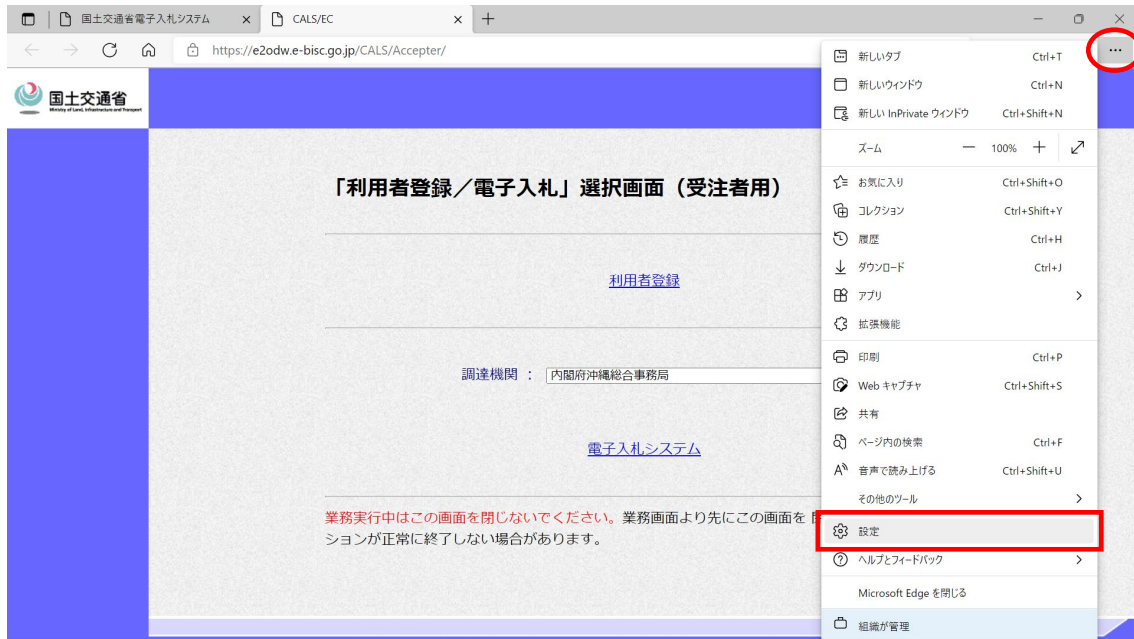 国土交通省電子入札システム
CALS/EC
https://e2odw.e-bisc.go.jp/CALS/Accepter/
国土交通省
Ministry of Land, Infrastructure and Transport
「利用者登録／電子入札」選択画面（受注者用）
利用者登録
調達機関 ： 内閣府沖縄総合事務局
電子入札システム
業務実行中はこの画面を閉じないでください。業務画面より先にこの画面を
ションが正常に終了しない場合があります。
新しいタブ Ctrl+T
新しいウィンドウ Ctrl+N
新しい InPrivate ウィンドウ Ctrl+Shift+N
ズーム 100%
お気に入り Ctrl+Shift+O
コレクション Ctrl+Shift+Y
履歴 Ctrl+H
ダウンロード Ctrl+J
アプリ
拡張機能
印刷 Ctrl+P
Web キャプチャ Ctrl+Shift+S
共有
ページ内の検索 Ctrl+F
音声で読み上げる Ctrl+Shift+U
その他のツール
設定
ヘルプとフィードバック
Microsoft Edge を閉じる
組織が管理